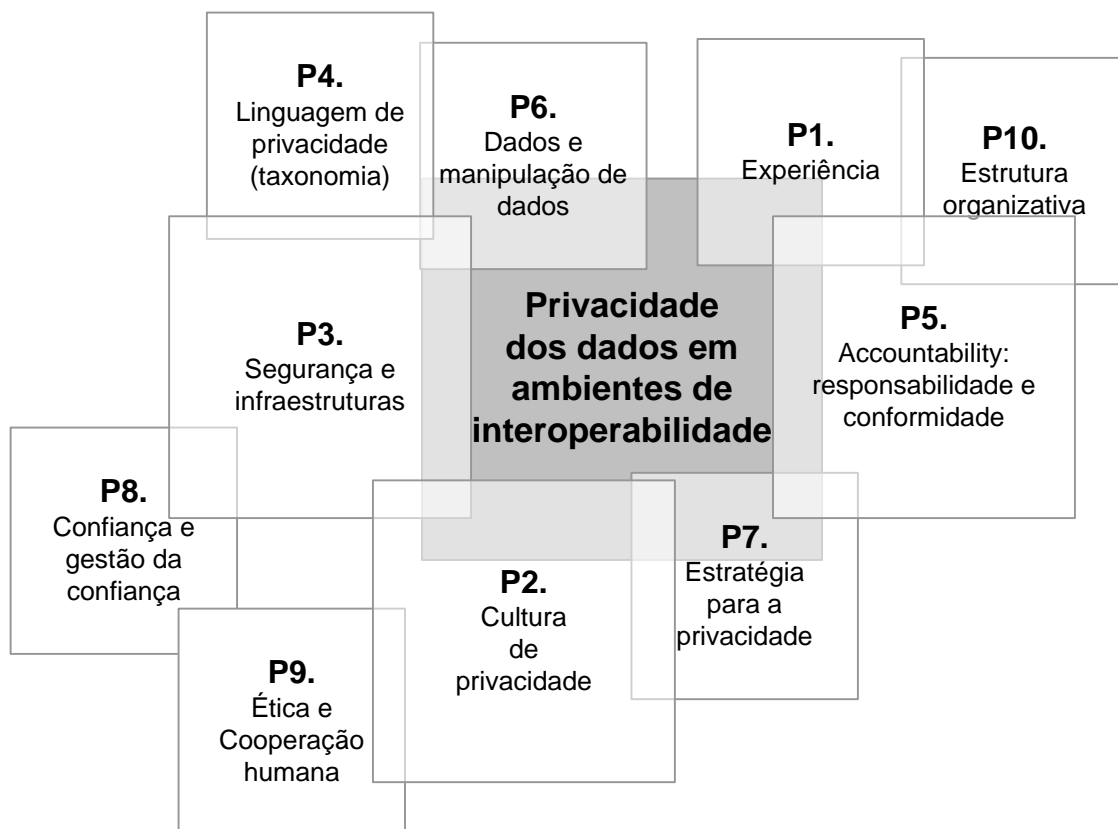 P4.
Linguagem de
privacidade
(taxonomia)
P6.
Dados e
manipulação de
dados
P1.
Experiência
P10.
Estrutura
organizativa
P3.
Segurança e
infraestruturas
Privacidade
dos dados em
ambientes de
interoperabilidade
P5.
Accountability:
responsabilidade e
conformidade
P8.
Confiança e
gestão da
confiança
P2.
Cultura
de
privacidade
P7.
Estratégia
para a
privacidade
P9.
Ética e
Cooperação
humana